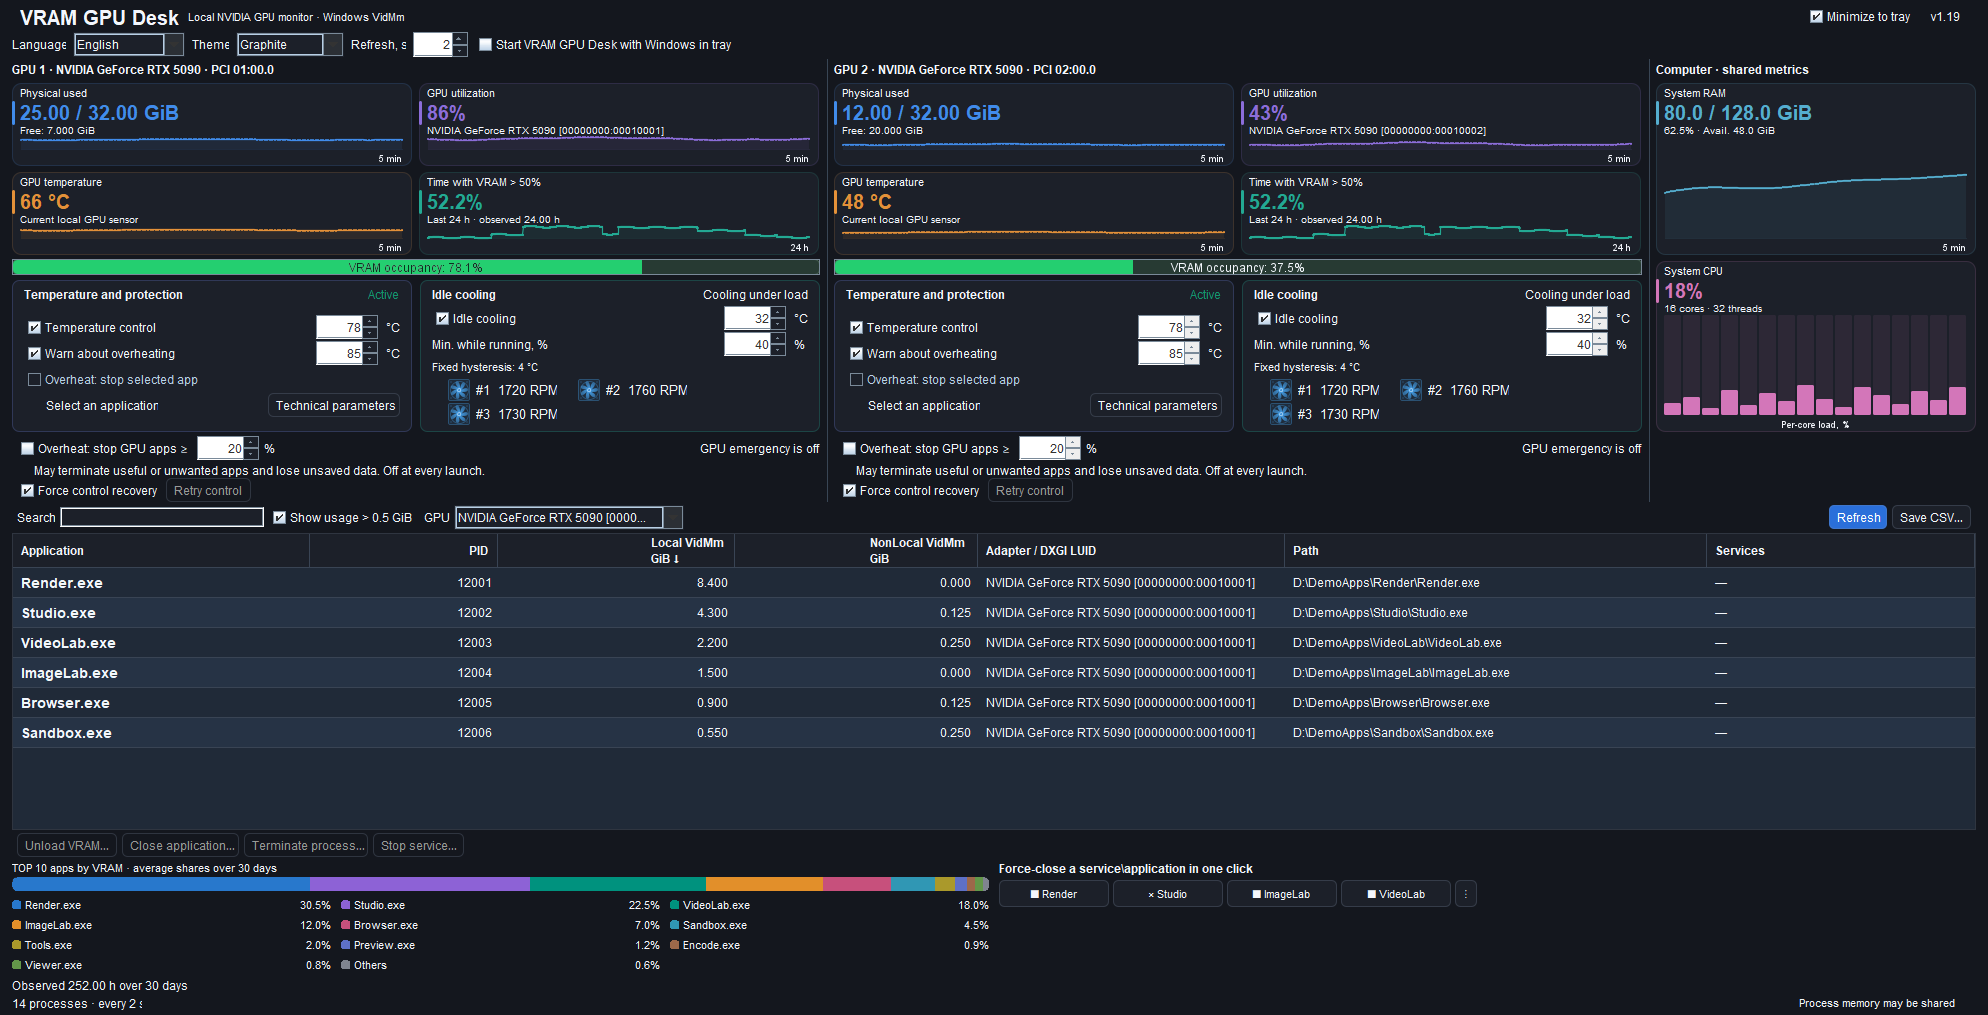 VRAM GPU Desk Local NVIDIA GPU monitor · Windows VidMm
Minimize to tray v1.19
Language English Theme Graphite Refresh, s 2 Start VRAM GPU Desk with Windows in tray
GPU 1 · NVIDIA GeForce RTX 5090 · PCI 01:00.0
Physical used
25.00 / 32.00 GiB
Free: 7.000 GiB
5 min
GPU utilization
86%
NVIDIA GeForce RTX 5090 [00000000:00010001]
5 min
GPU temperature
66 °C
Current local GPU sensor
5 min
Time with VRAM > 50%
52.2%
Last 24 h · observed 24.00 h
24 h
VRAM occupancy: 78.1%
Temperature and protection Active
Temperature control 78 °C
Warn about overheating 85 °C
Overheat: stop selected app
Select an application Technical parameters
Idle cooling Cooling under load
Idle cooling 32 °C
Min. while running, % 40 %
Fixed hysteresis: 4 °C
#1 1720 RPM #2 1760 RPM
#3 1730 RPM
Overheat: stop GPU apps ≥ 20 % GPU emergency is off
May terminate useful or unwanted apps and lose unsaved data. Off at every launch.
Force control recovery Retry control
GPU 2 · NVIDIA GeForce RTX 5090 · PCI 02:00.0
Physical used
12.00 / 32.00 GiB
Free: 20.000 GiB
5 min
GPU utilization
43%
NVIDIA GeForce RTX 5090 [00000000:00010002]
5 min
GPU temperature
48 °C
Current local GPU sensor
5 min
Time with VRAM > 50%
52.2%
Last 24 h · observed 24.00 h
24 h
VRAM occupancy: 37.5%
Temperature and protection Active
Temperature control 78 °C
Warn about overheating 85 °C
Overheat: stop selected app
Select an application Technical parameters
Idle cooling Cooling under load
Idle cooling 32 °C
Min. while running, % 40 %
Fixed hysteresis: 4 °C
#1 1720 RPM #2 1760 RPM
#3 1730 RPM
Overheat: stop GPU apps ≥ 20 % GPU emergency is off
May terminate useful or unwanted apps and lose unsaved data. Off at every launch.
Force control recovery Retry control
Computer · shared metrics
System RAM
80.0 / 128.0 GiB
62.5% · Avail. 48.0 GiB
5 min
System CPU
18%
16 cores · 32 threads
Per-core load, %
Search Show usage > 0.5 GiB GPU NVIDIA GeForce RTX 5090 [0000... Refresh Save CSV...
Application PID Local VidMm GiB ↓ NonLocal VidMm GiB Adapter / DXGI LUID Path Services
Render.exe 12001 8.400 0.000 NVIDIA GeForce RTX 5090 [00000000:00010001] D:\DemoApps\Render\Render.exe —
Studio.exe 12002 4.300 0.125 NVIDIA GeForce RTX 5090 [00000000:00010001] D:\DemoApps\Studio\Studio.exe —
VideoLab.exe 12003 2.200 0.250 NVIDIA GeForce RTX 5090 [00000000:00010001] D:\DemoApps\VideoLab\VideoLab.exe —
ImageLab.exe 12004 1.500 0.000 NVIDIA GeForce RTX 5090 [00000000:00010001] D:\DemoApps\ImageLab\ImageLab.exe —
Browser.exe 12005 0.900 0.125 NVIDIA GeForce RTX 5090 [00000000:00010001] D:\DemoApps\Browser\Browser.exe —
Sandbox.exe 12006 0.550 0.250 NVIDIA GeForce RTX 5090 [00000000:00010001] D:\DemoApps\Sandbox\Sandbox.exe —
Unload VRAM... Close application... Terminate process... Stop service...
TOP 10 apps by VRAM · average shares over 30 days
Render.exe 30.5% Studio.exe 22.5% VideoLab.exe 18.0%
ImageLab.exe 12.0% Browser.exe 7.0% Sandbox.exe 4.5%
Tools.exe 2.0% Preview.exe 1.2% Encode.exe 0.9%
Viewer.exe 0.8% Others 0.6%
Force-close a service\application in one click
Render × Studio ImageLab VideoLab ⋮
Observed 252.00 h over 30 days
14 processes · every 2 s
Process memory may be shared